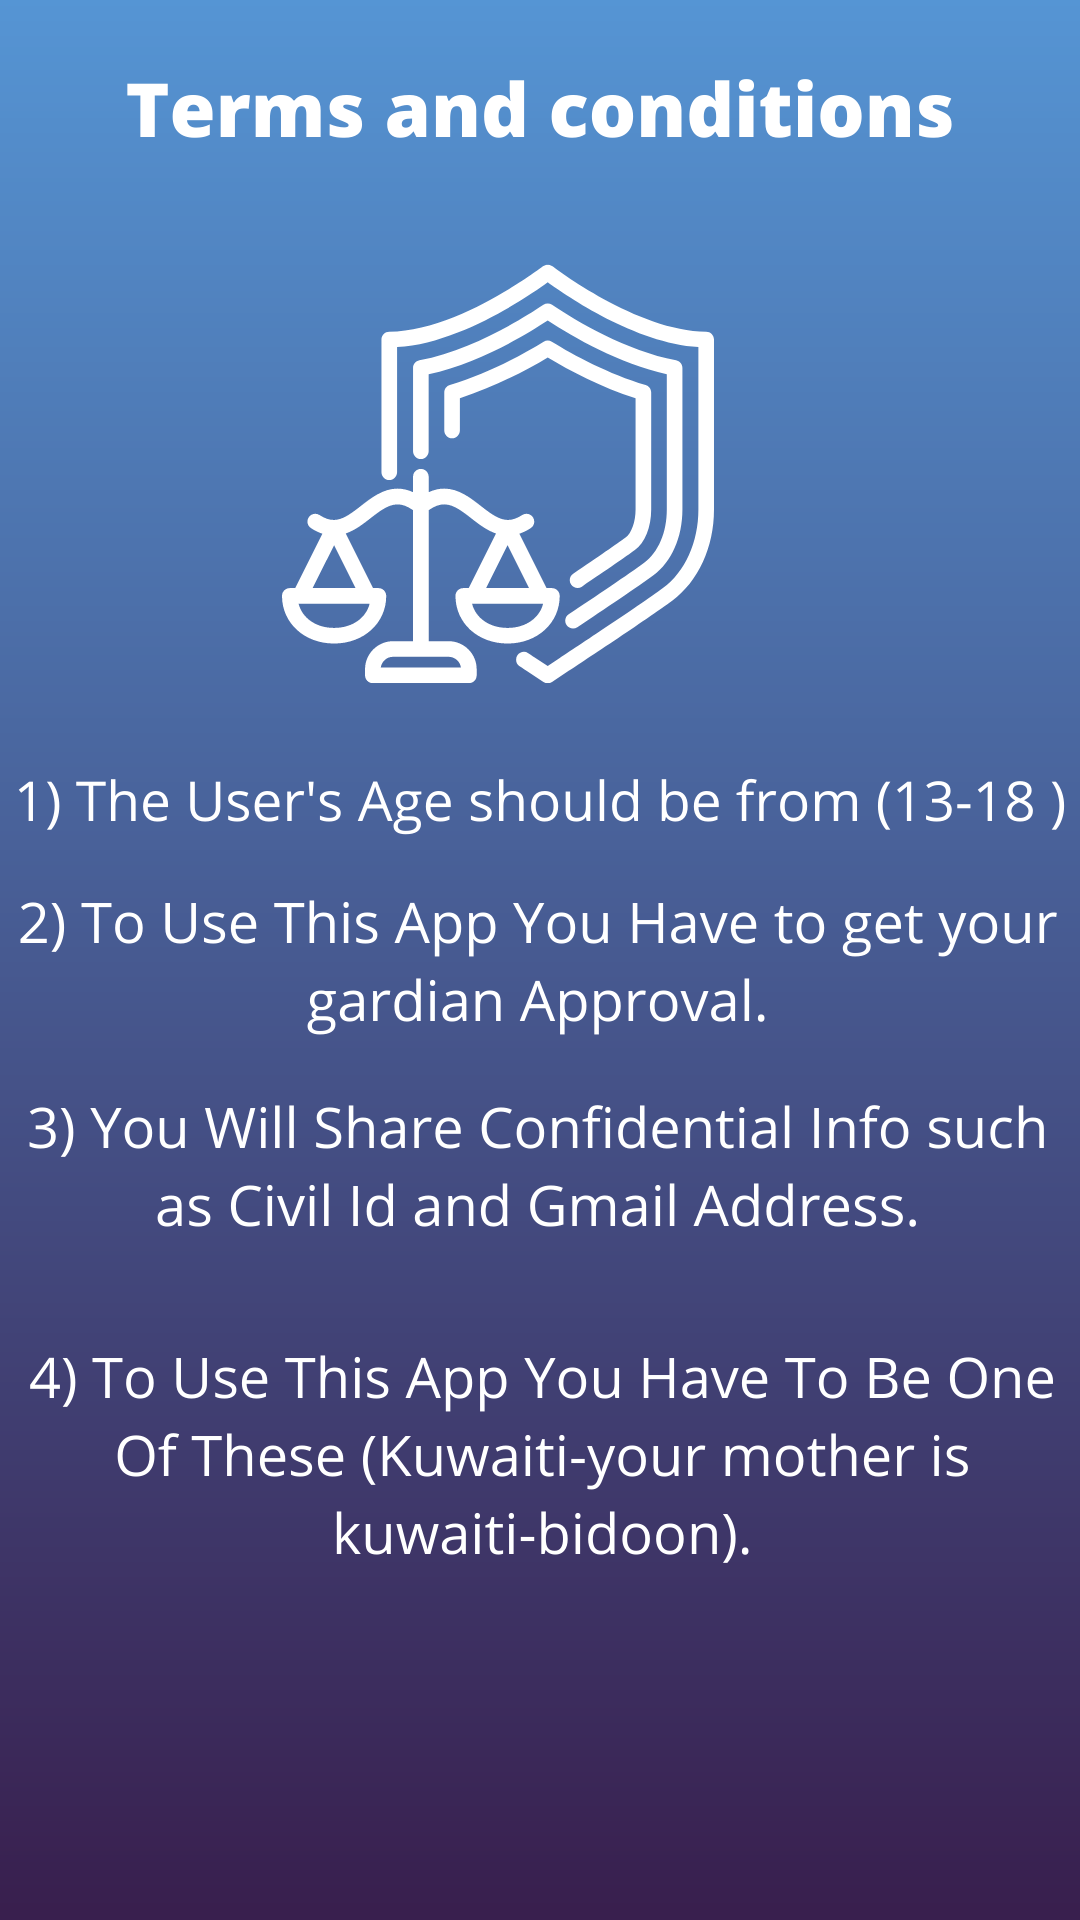 Terms and conditions
1) The User's Age should be from (13-18 )
2) To Use This App You Have to get your
gardian Approval.
3) You Will Share Confidential Info such
as Civil Id and Gmail Address.
4) To Use This App You Have To Be One
Of These (Kuwaiti-your mother is
kuwaiti-bidoon).